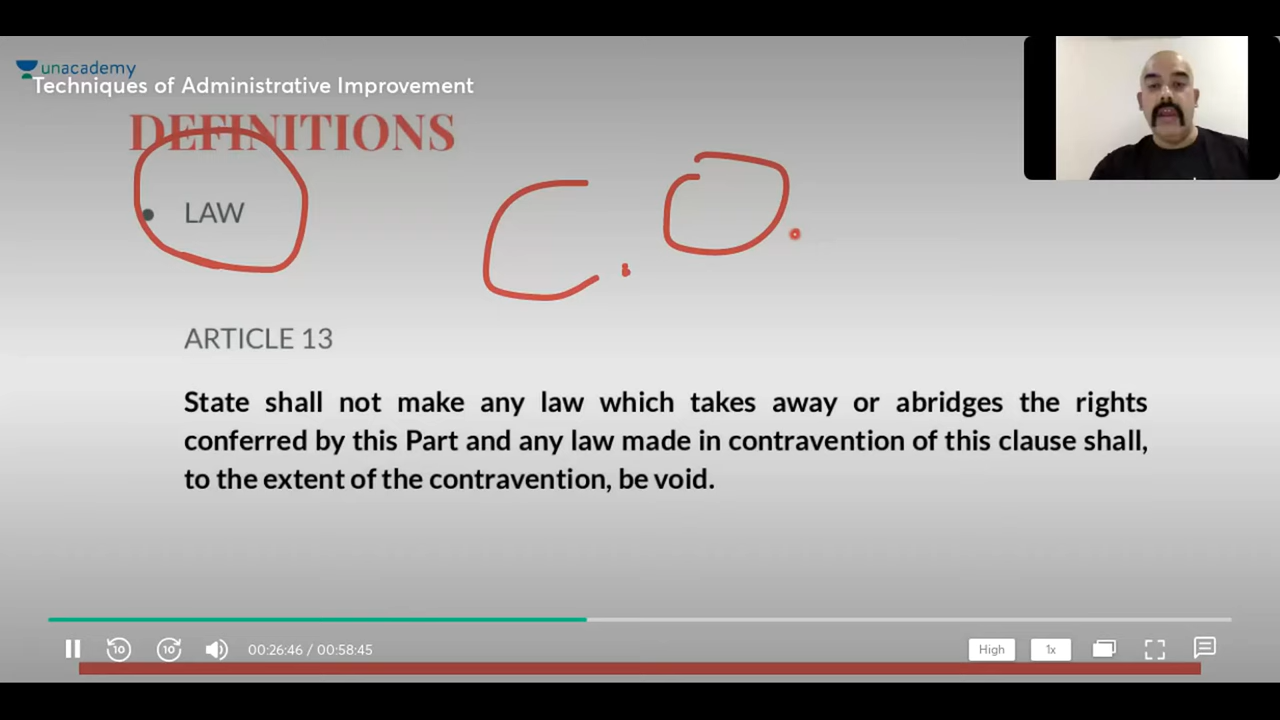 unacademy
Techniques of Administrative Improvement
DEFINITIONS
• LAW
C.O.
ARTICLE 13
State shall not make any law which takes away or abridges the rights
conferred by this Part and any law made in contravention of this clause shall,
to the extent of the contravention, be void.
10 10 00:26:46 / 00:58:45 High 1x